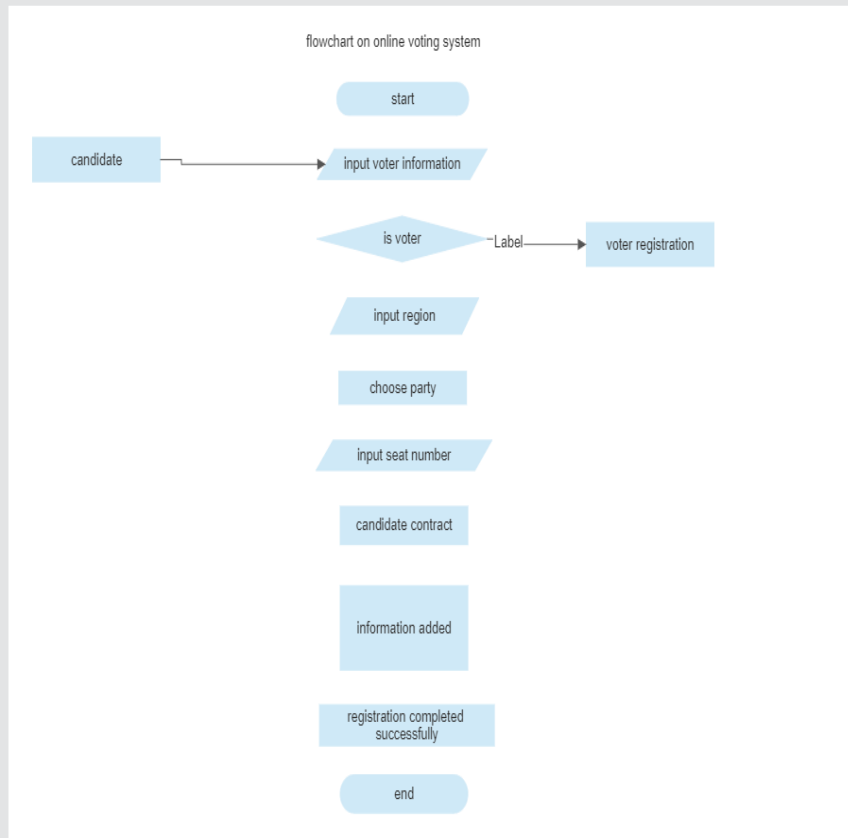 flowchart on online voting system
start
candidate
input voter information
is voter
Label
voter registration
input region
choose party
input seat number
candidate contract
information added
registration completed
successfully
end